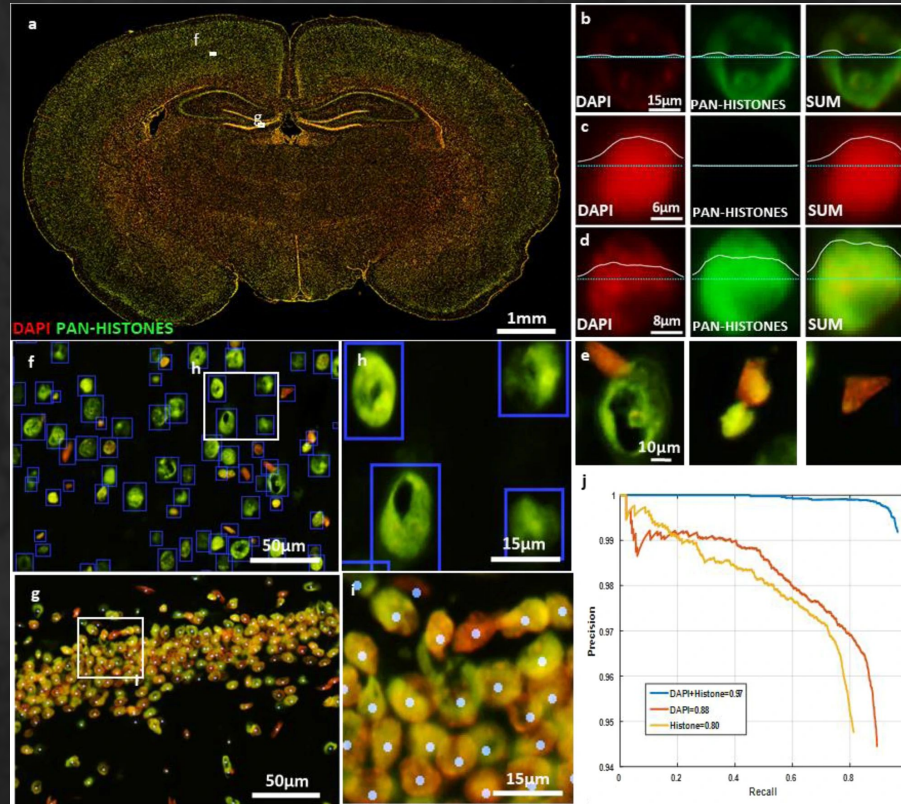 a
f
g
1mm
DAPI PAN-HISTONES
b
DAPI
15μm
PAN-HISTONES
SUM
c
DAPI
6μm
PAN-HISTONES
SUM
d
DAPI
8μm
PAN-HISTONES
SUM
e
10μm
f
h
50μm
h
15μm
g
i
50μm
i
15μm
j
1
0.99
0.98
0.97
0.96
0.95
0.94
Precision
DAPI+Histone=0.97
DAPI=0.88
Histone=0.80
0
0.2
0.4
0.6
0.8
Recall